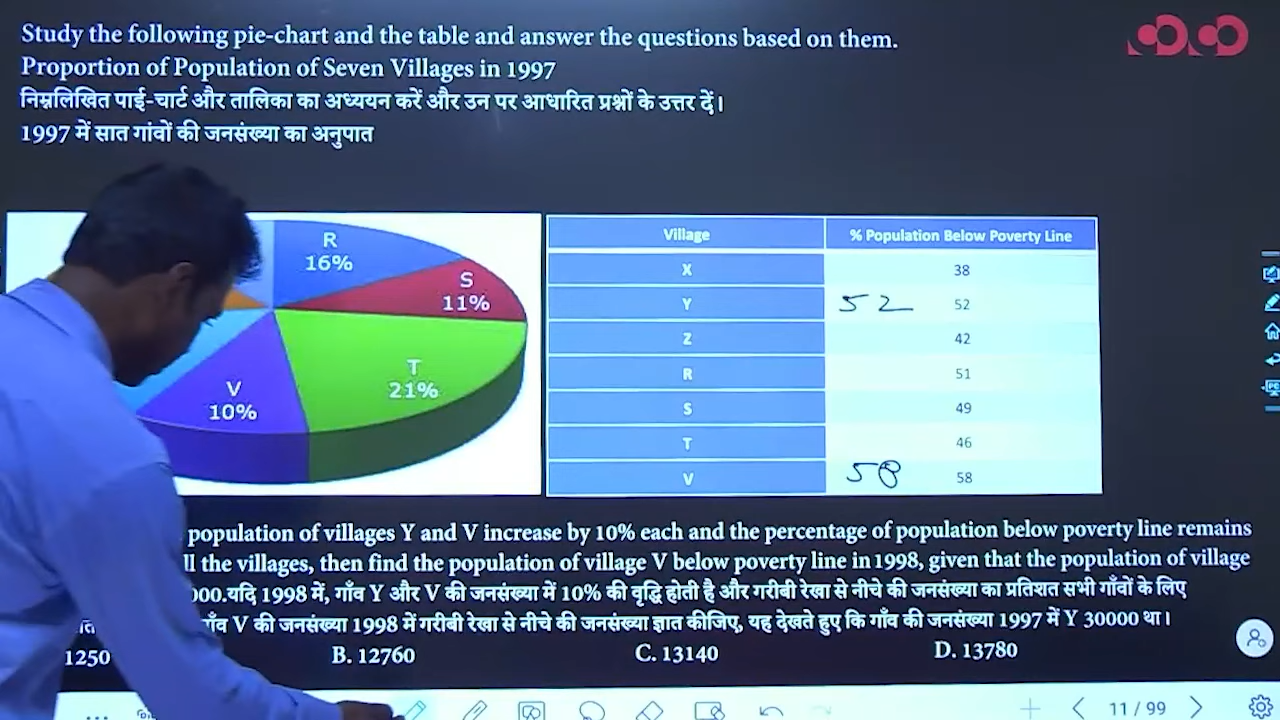 Study the following pie-chart and the table and answer the questions based on them.
Proportion of Population of Seven Villages in 1997
निम्नलिखित पाई-चार्ट और तालिका का अध्ययन करें और उन पर आधारित प्रश्नों के उत्तर दें।
1997 में सात गांवों की जनसंख्या का अनुपात
R
16%
S
11%
T
21%
V
10%
Village % Population Below Poverty Line
X 38
Y 52 52
Z 42
R 51
S 49
T 46
V 58 58
population of villages Y and V increase by 10% each and the percentage of population below poverty line remains
ll the villages, then find the population of village V below poverty line in 1998, given that the population of village
000.यदि 1998 में, गाँव Y और V की जनसंख्या में 10% की वृद्धि होती है और गरीबी रेखा से नीचे की जनसंख्या का प्रतिशत सभी गाँवों के लिए
गाँव V की जनसंख्या 1998 में गरीबी रेखा से नीचे की जनसंख्या ज्ञात कीजिए, यह देखते हुए कि गाँव की जनसंख्या 1997 में Y 30000 था।
1250 B. 12760 C. 13140 D. 13780
11 / 99